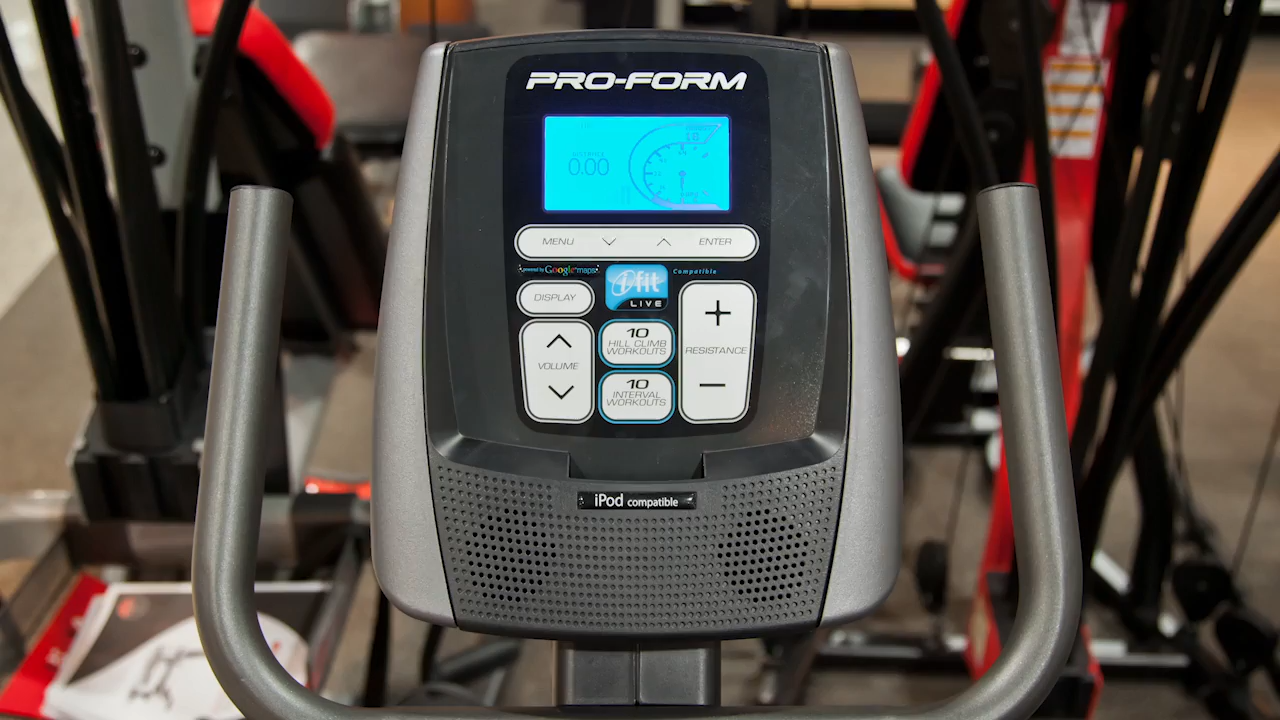 PRO-FORM
DISTANCE
0.00
MENU ENTER
powered by Google maps
ifit
LIVE
Compatible
DISPLAY
VOLUME
10
HILL CLIMB
WORKOUTS
10
INTERVAL
WORKOUTS
+
RESISTANCE
−
iPod compatible